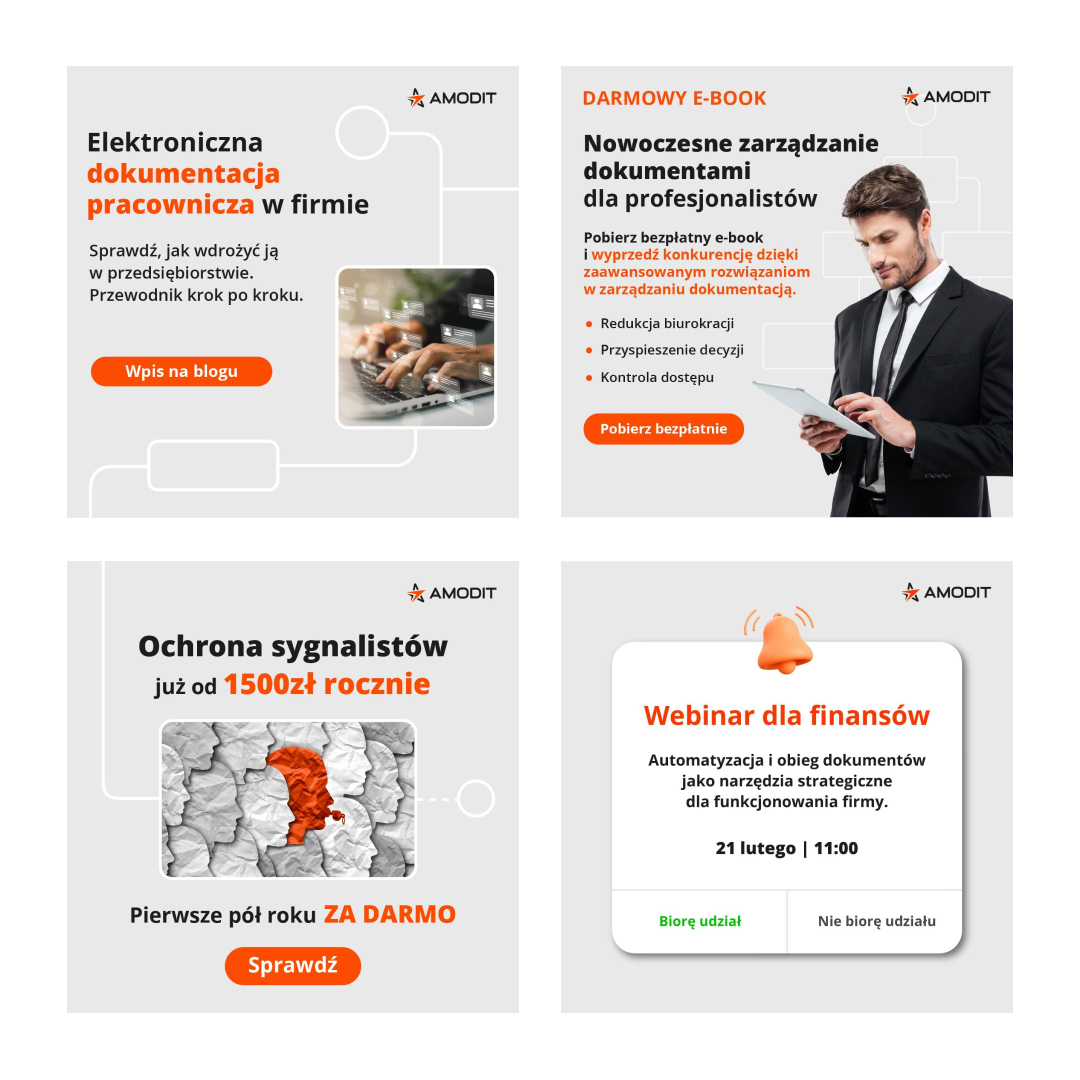 AMODIT
Elektroniczna
dokumentacja
pracownicza w firmie
Sprawdź, jak wdrożyć ją
w przedsiębiorstwie.
Przewodnik krok po kroku.
Wpis na blogu
DARMOWY E-BOOK
AMODIT
Nowoczesne zarządzanie
dokumentami
dla profesjonalistów
Pobierz bezpłatny e-book
i wyprzedź konkurencję dzięki
zaawansowanym rozwiązaniom
w zarządzaniu dokumentacją.
Redukcja biurokracji
Przyspieszenie decyzji
Kontrola dostępu
Pobierz bezpłatnie
AMODIT
Ochrona sygnalistów
już od 1500zł rocznie
Pierwsze pół roku ZA DARMO
Sprawdź
AMODIT
Webinar dla finansów
Automatyzacja i obieg dokumentów
jako narzędzia strategiczne
dla funkcjonowania firmy.
21 lutego | 11:00
Biorę udział
Nie biorę udziału